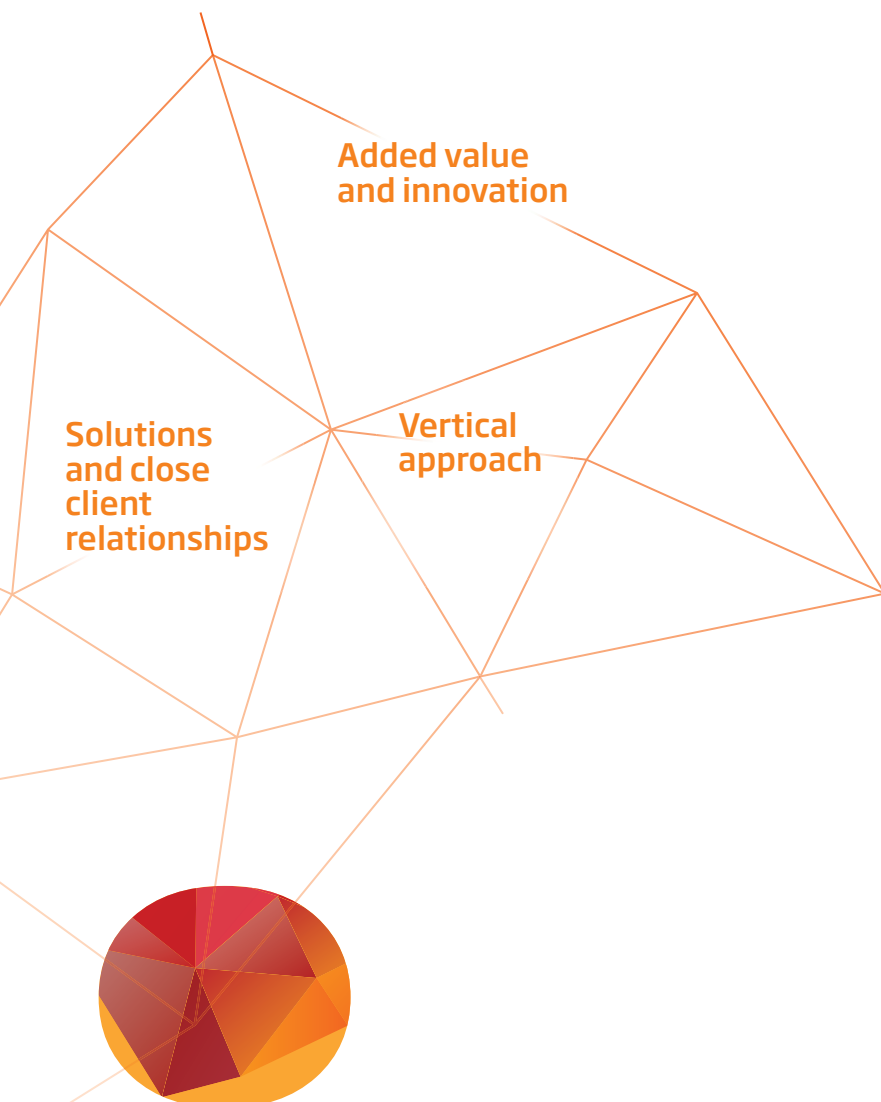 Added value
and innovation
Solutions
and close
client
relationships
Vertical
approach